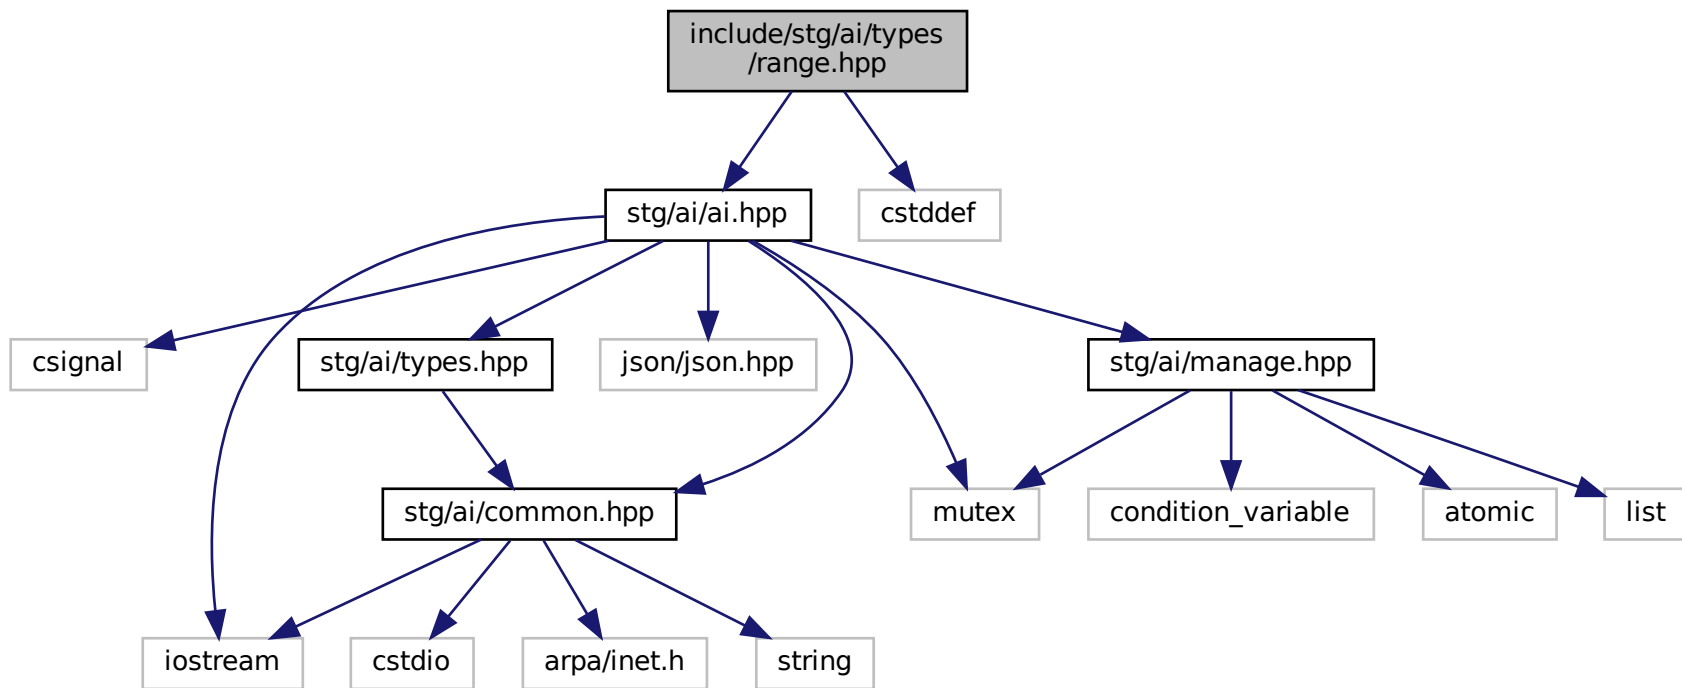 include/stg/ai/types
/range.hpp
stg/ai/ai.hpp
cstddef
csignal
stg/ai/types.hpp
json/json.hpp
stg/ai/manage.hpp
stg/ai/common.hpp
mutex
condition_variable
atomic
list
iostream
cstdio
arpa/inet.h
string